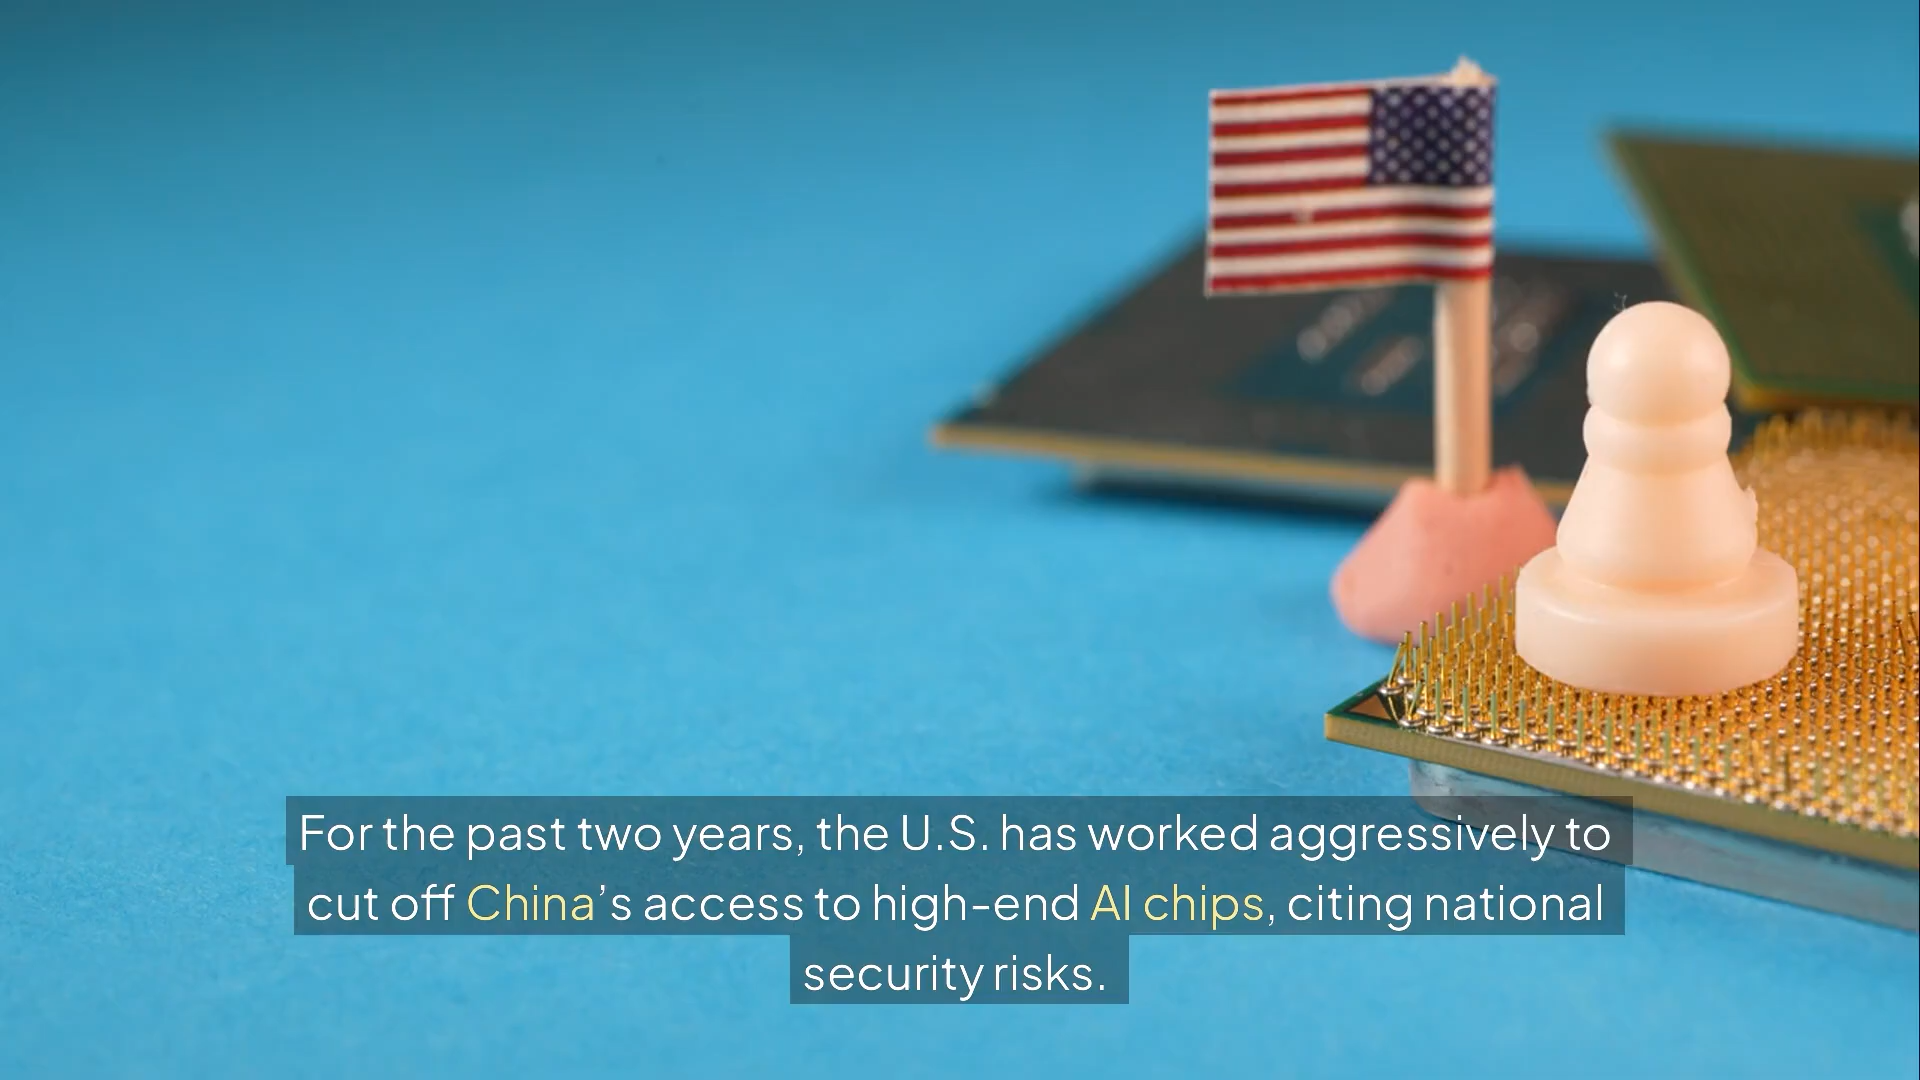 For the past two years, the U.S. has worked aggressively to
cut off China’s access to high-end AI chips, citing national
security risks.